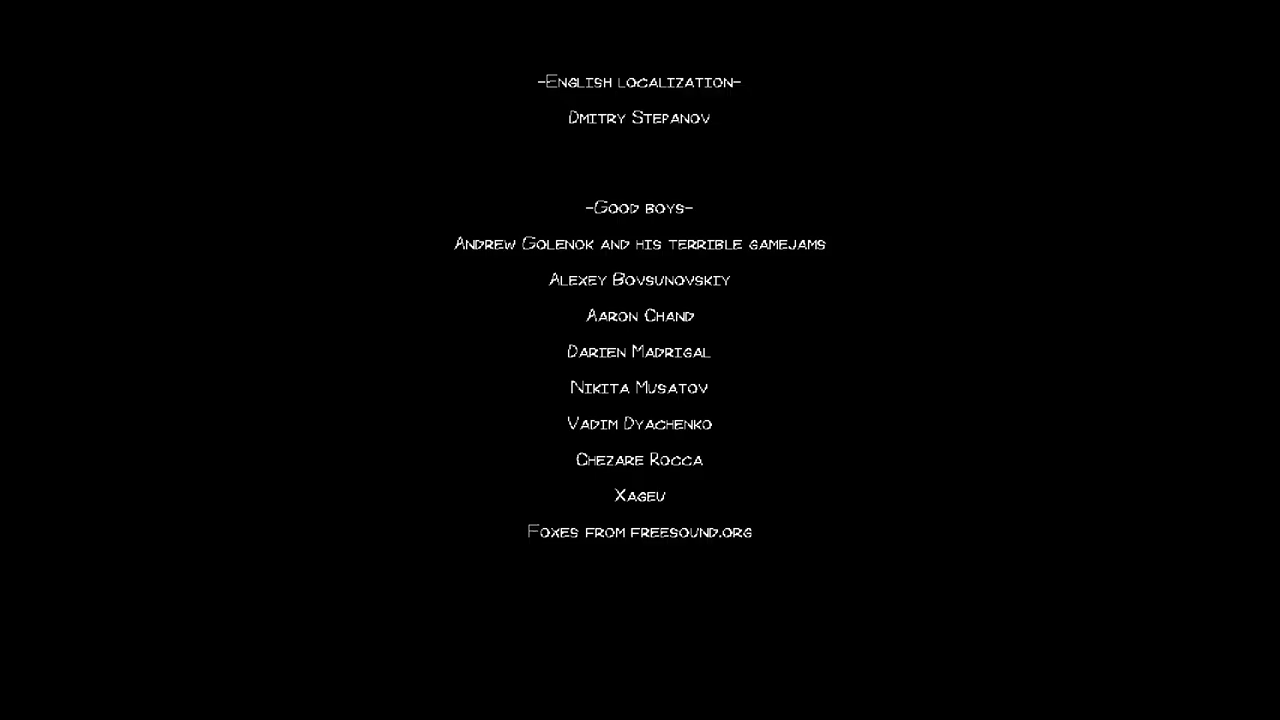 -English localization-
Dmitry Stepanov
-Good boys-
Andrew Golenok and his terrible gamejams
Alexey Bovsunovskiy
Aaron Chand
Darien Madrigal
Nikita Musatov
Vadim Dyachenko
Chezare Rocca
Xageu
Foxes from freesound.org